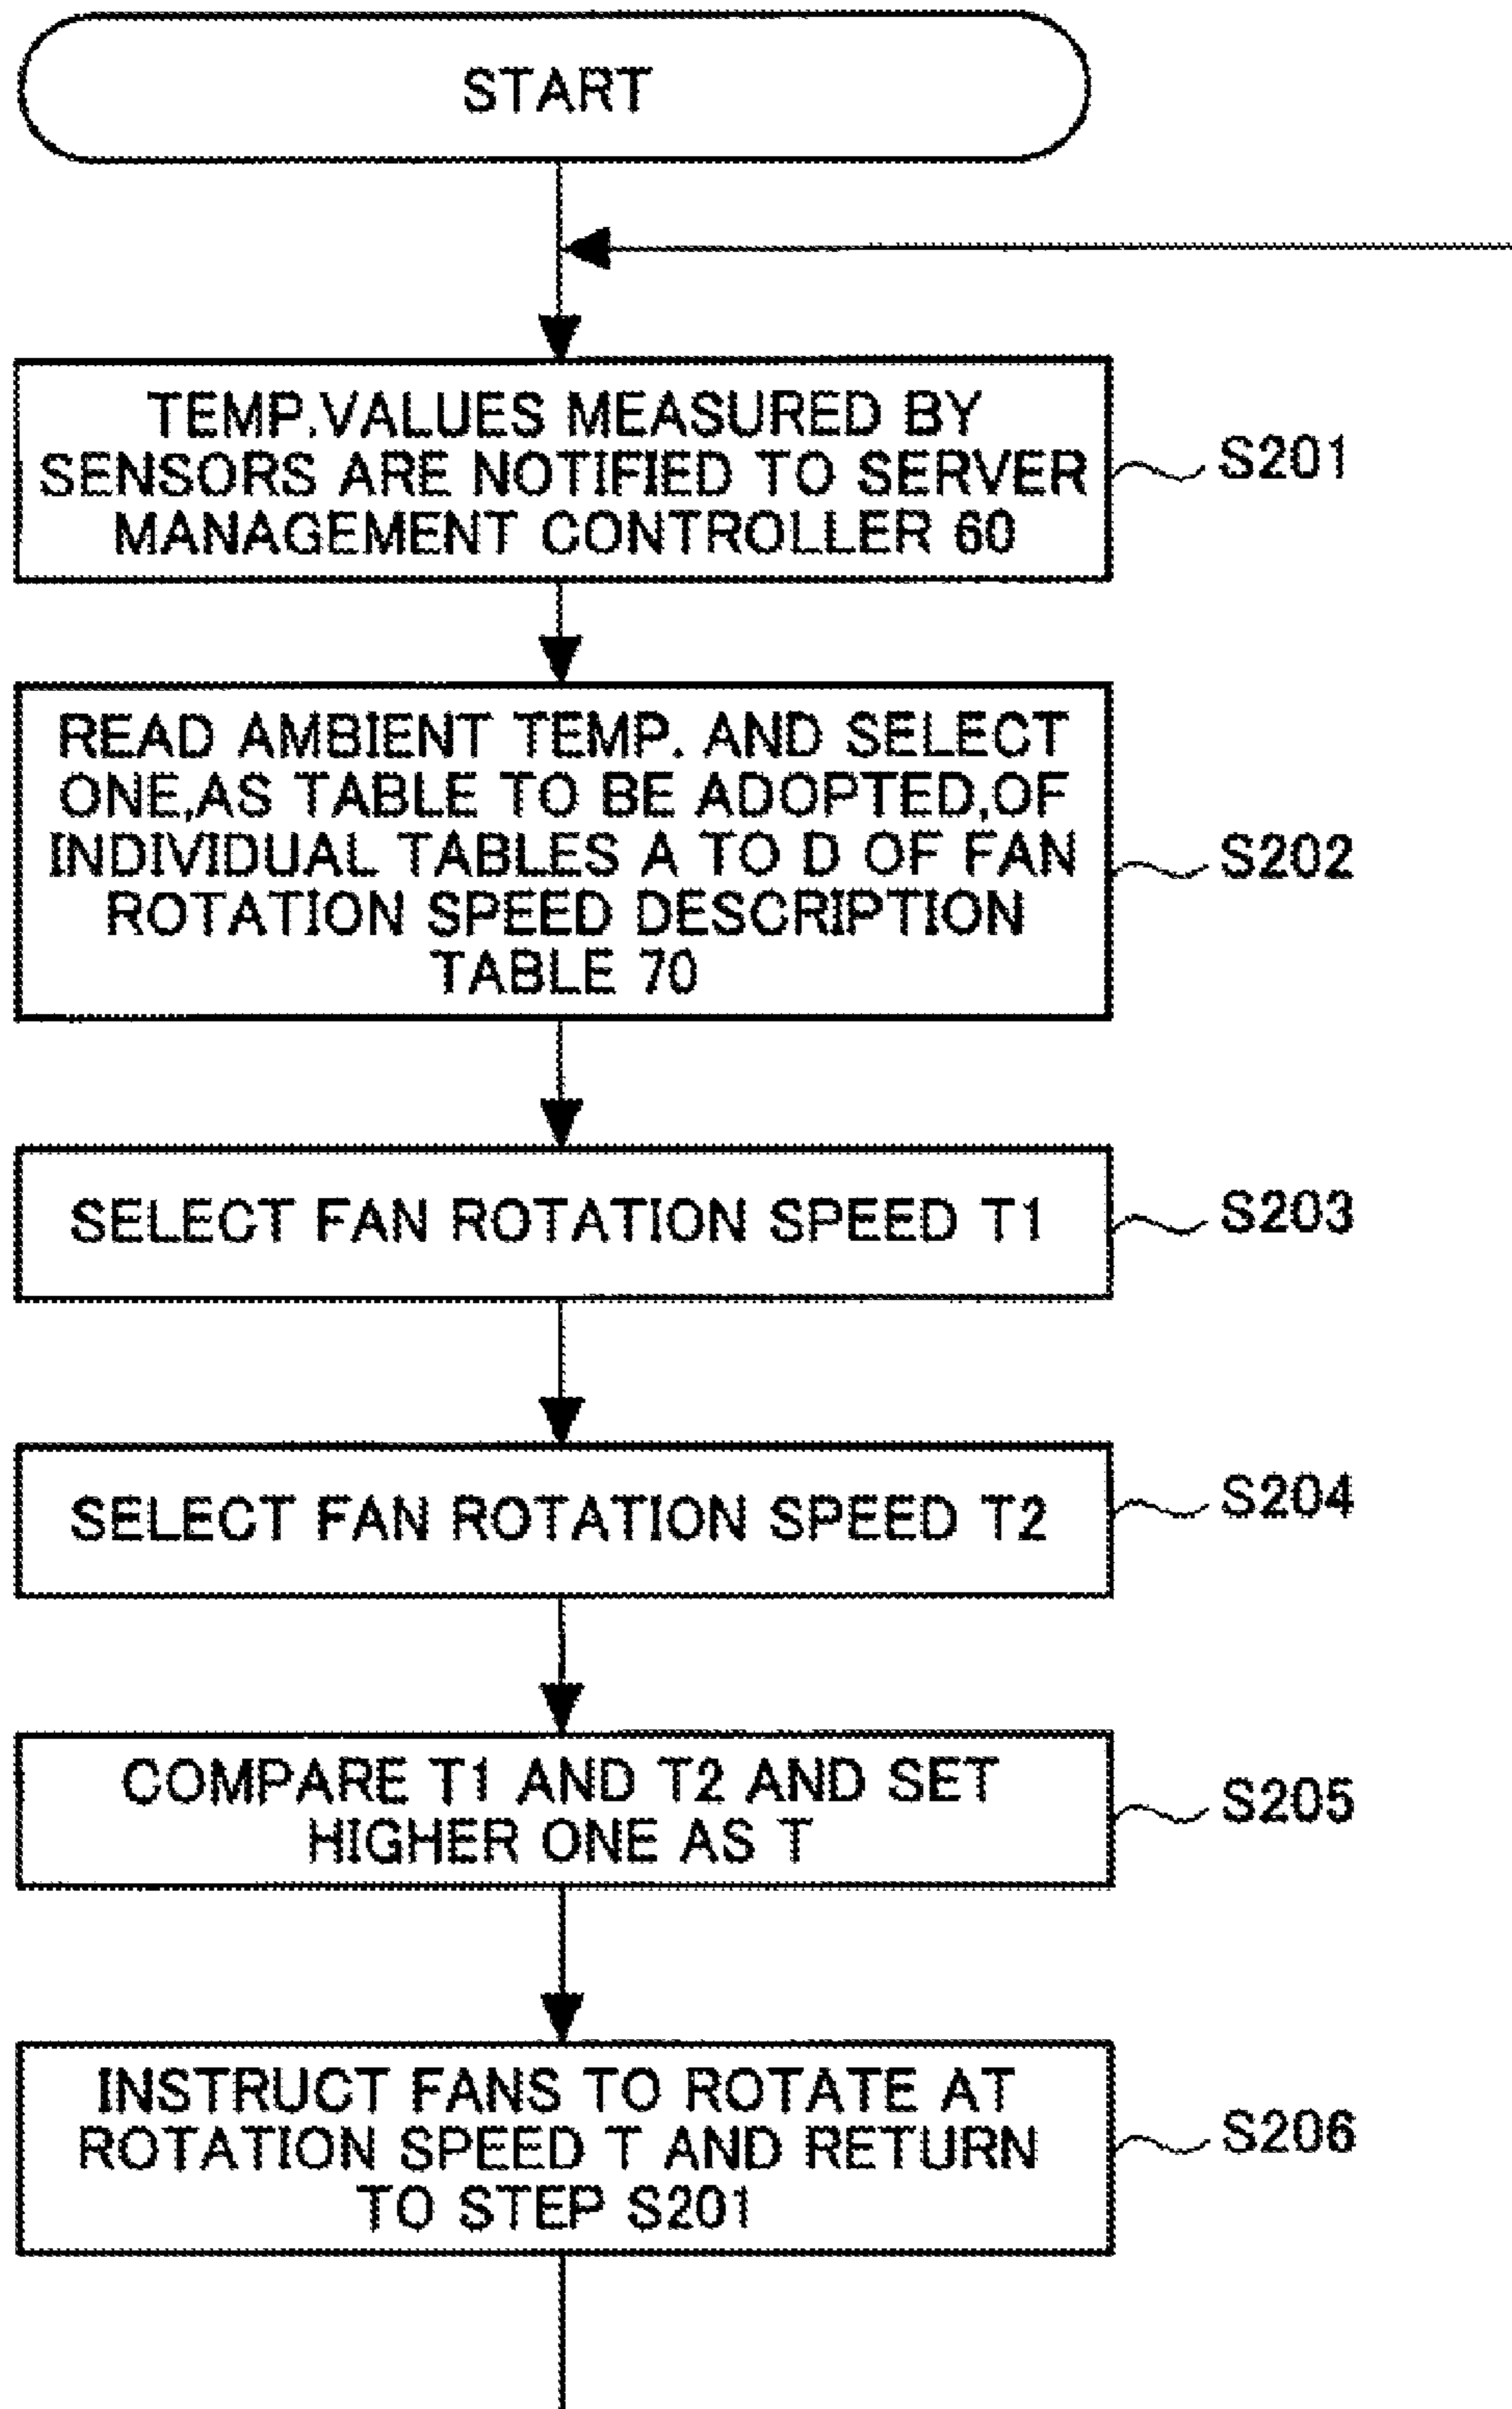 START
TEMP.VALUES MEASURED BY
SENSORS ARE NOTIFIED TO SERVER
MANAGEMENT CONTROLLER 60
S201
READ AMBIENT TEMP. AND SELECT
ONE,AS TABLE TO BE ADOPTED,OF
INDIVIDUAL TABLES A TO D OF FAN
ROTATION SPEED DESCRIPTION
TABLE 70
S202
SELECT FAN ROTATION SPEED T1
S203
SELECT FAN ROTATION SPEED T2
S204
COMPARE T1 AND T2 AND SET
HIGHER ONE AS T
S205
INSTRUCT FANS TO ROTATE AT
ROTATION SPEED T AND RETURN
TO STEP S201
S206